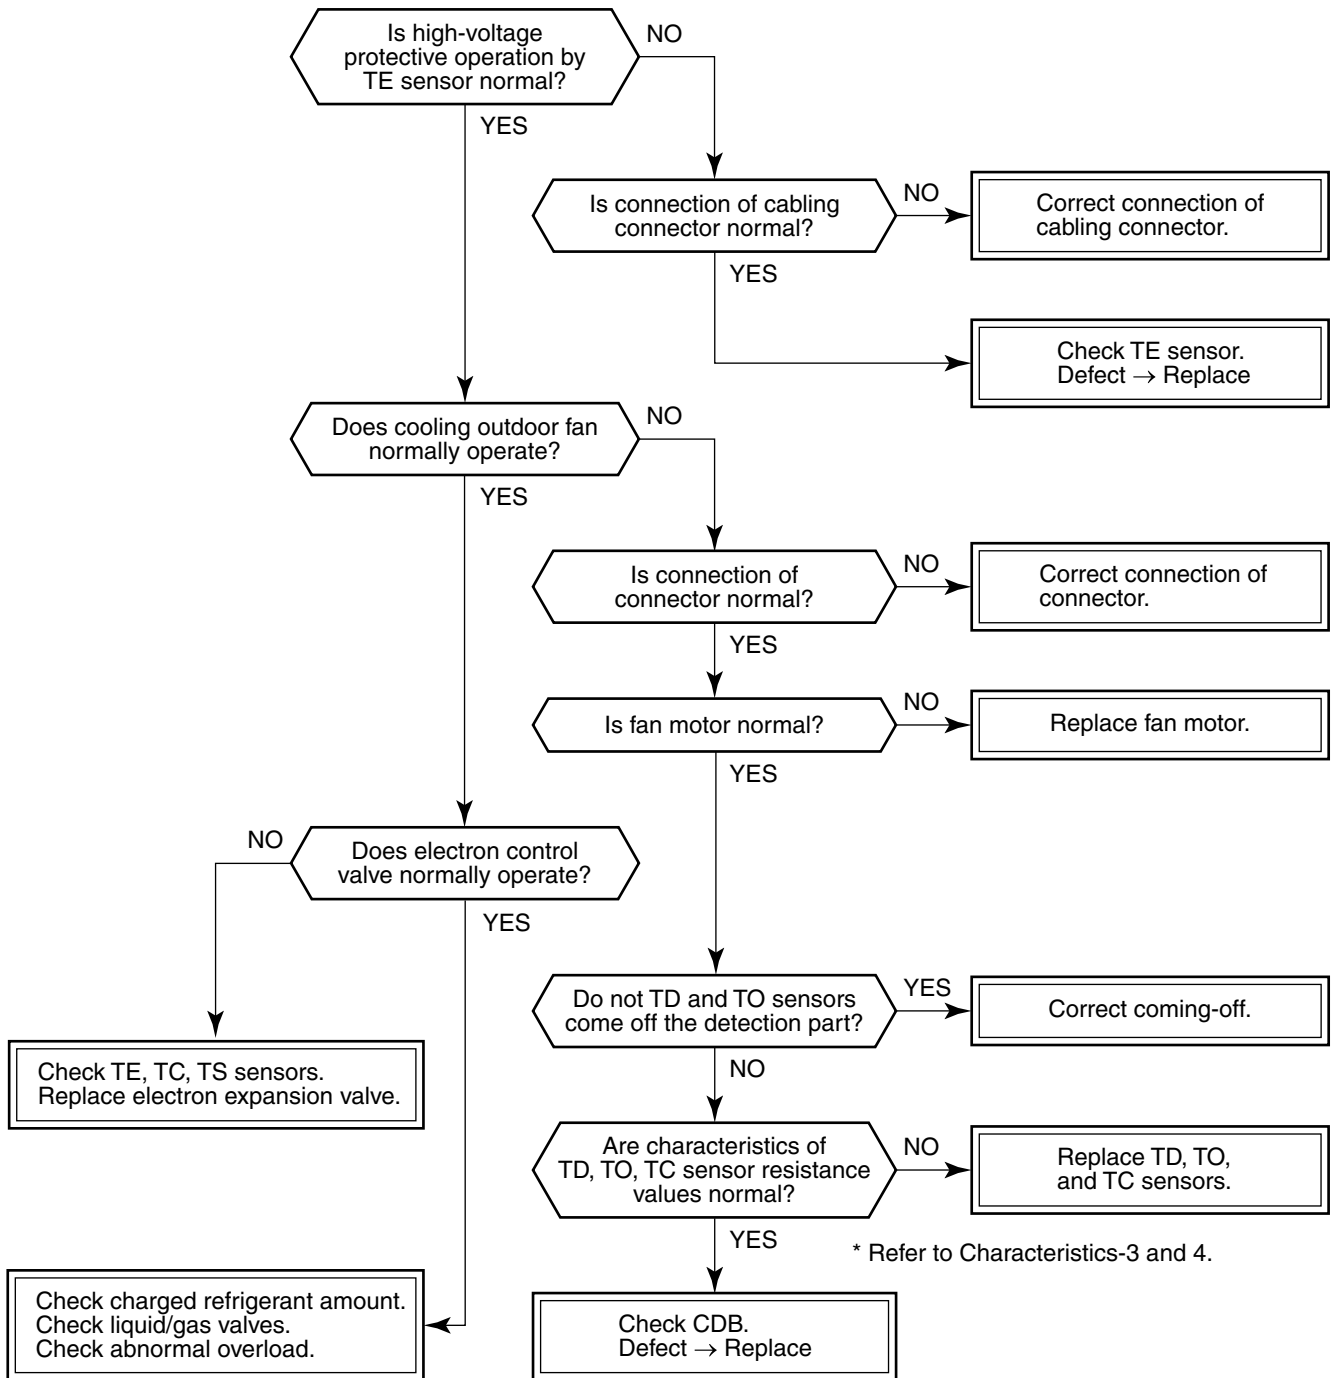 Is high-voltage
protective operation by
TE sensor normal?
NO
YES
Is connection of cabling
connector normal?
NO
Correct connection of
cabling connector.
YES
Check TE sensor.
Defect → Replace
Does cooling outdoor fan
normally operate?
NO
YES
Is connection of
connector normal?
NO
Correct connection of
connector.
YES
Is fan motor normal?
NO
Replace fan motor.
YES
NO
Does electron control
valve normally operate?
YES
Do not TD and TO sensors
come off the detection part?
YES
Correct coming-off.
NO
Check TE, TC, TS sensors.
Replace electron expansion valve.
Are characteristics of
TD, TO, TC sensor resistance
values normal?
NO
Replace TD, TO,
and TC sensors.
YES
* Refer to Characteristics-3 and 4.
Check charged refrigerant amount.
Check liquid/gas valves.
Check abnormal overload.
Check CDB.
Defect → Replace